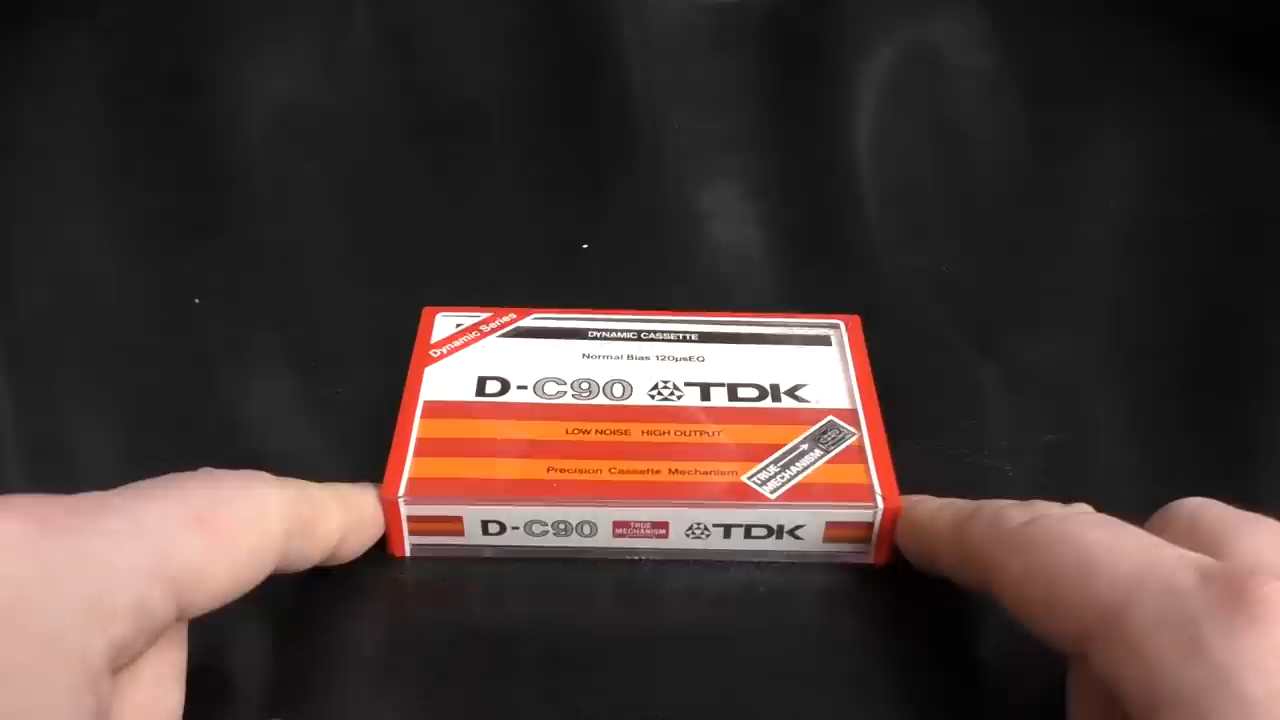 Dynamic Series
DYNAMIC CASSETTE
Normal Bias 120µsEQ
D-C90 TDK
LOW NOISE HIGH OUTPUT
Precision Cassette Mechanism
TRUE
MECHANISM
D-C90 TRUE MECHANISM TDK